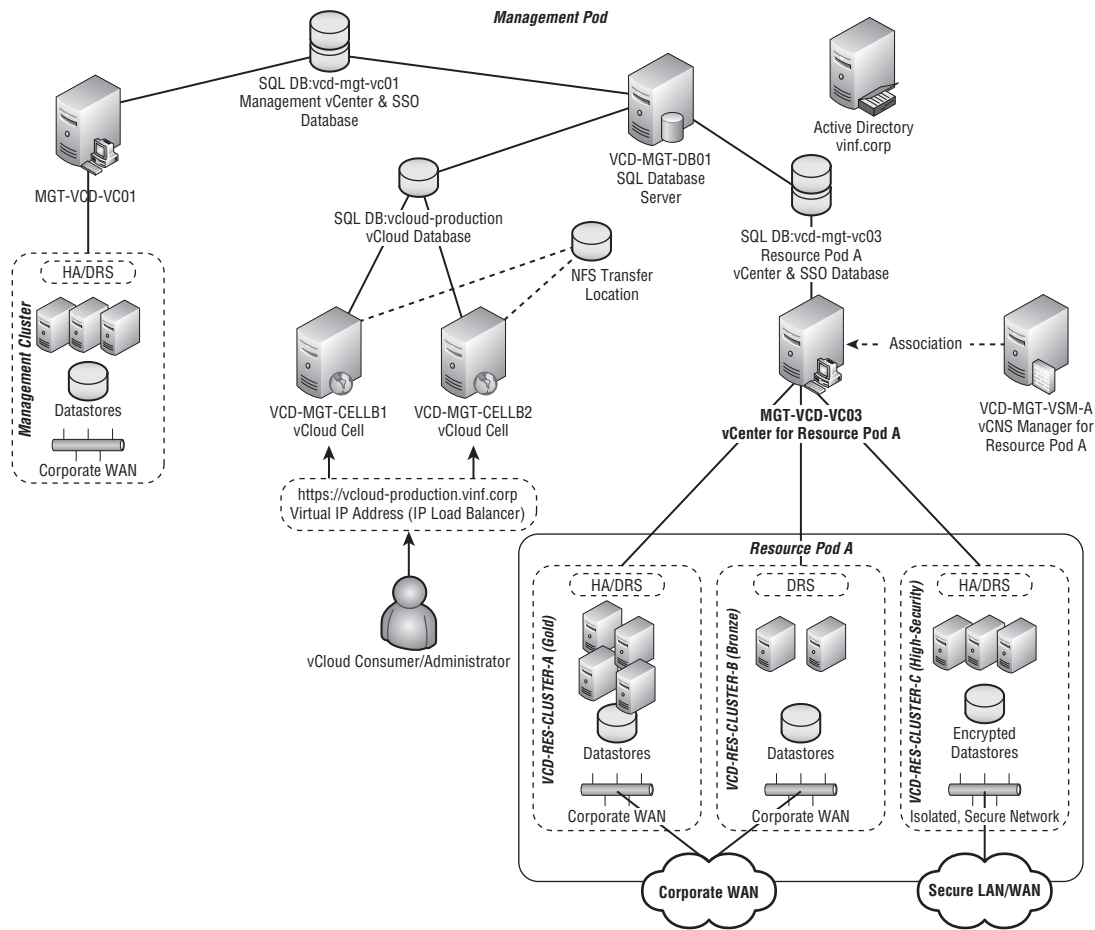 Management Pod
SQL DB:vcd-mgt-vc01
Management vCenter & SSO
Database
MGT-VCD-VC01
VCD-MGT-DB01
SQL Database
Server
Active Directory
vinf.corp
SQL DB:vcloud-production
vCloud Database
NFS Transfer
Location
SQL DB:vcd-mgt-vc03
Resource Pod A
vCenter & SSO Database
Management Cluster
HA/DRS
Datastores
Corporate WAN
VCD-MGT-CELLB1
vCloud Cell
VCD-MGT-CELLB2
vCloud Cell
Association
MGT-VCD-VC03
vCenter for Resource Pod A
VCD-MGT-VSM-A
vCNS Manager for
Resource Pod A
https://vcloud-production.vinf.corp
Virtual IP Address (IP Load Balancer)
vCloud Consumer/Administrator
Resource Pod A
VCD-RES-CLUSTER-A (Gold)
HA/DRS
Datastores
Corporate WAN
VCD-RES-CLUSTER-B (Bronze)
DRS
Datastores
Corporate WAN
VCD-RES-CLUSTER-C (High-Security)
HA/DRS
Encrypted
Datastores
Isolated, Secure Network
Corporate WAN
Secure LAN/WAN